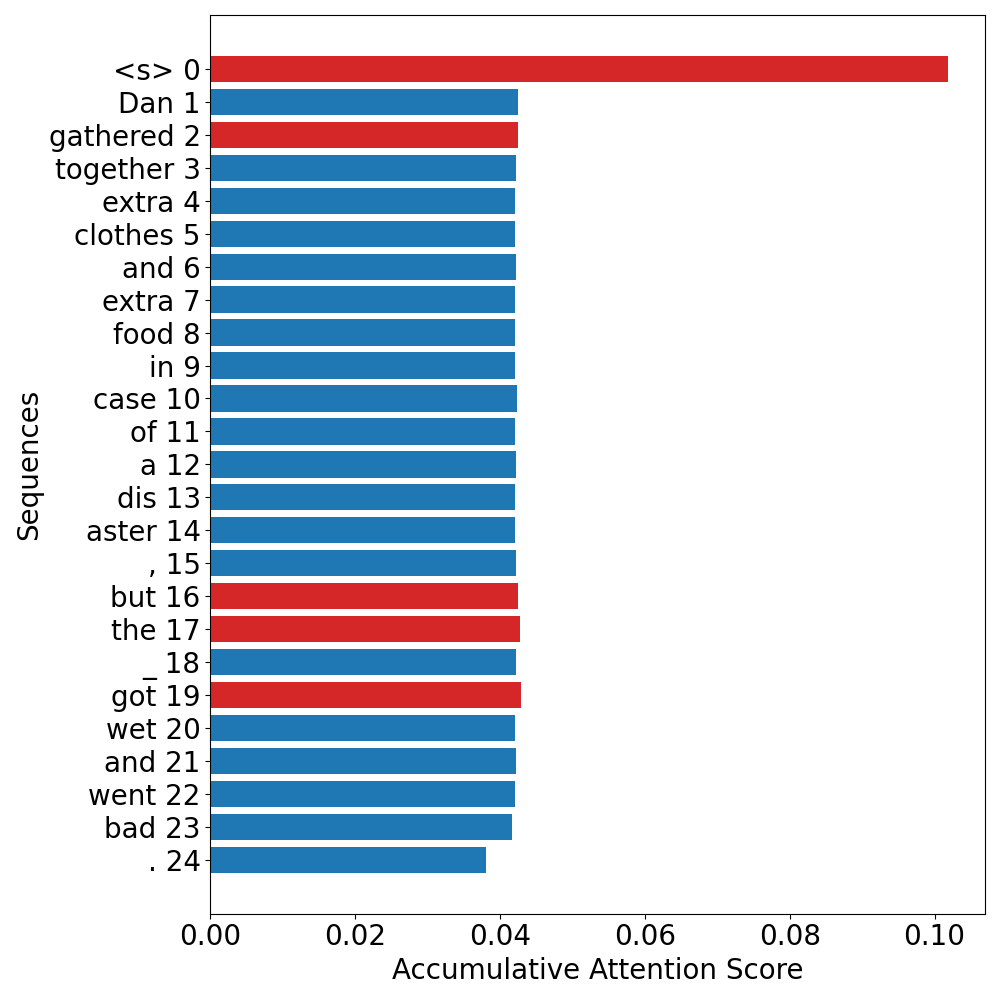 <s> 0
Dan 1
gathered 2
together 3
extra 4
clothes 5
and 6
extra 7
food 8
in 9
case 10
of 11
a 12
dis 13
aster 14
, 15
but 16
the 17
_ 18
got 19
wet 20
and 21
went 22
bad 23
. 24
Sequences
0.00 0.02 0.04 0.06 0.08 0.10
Accumulative Attention Score